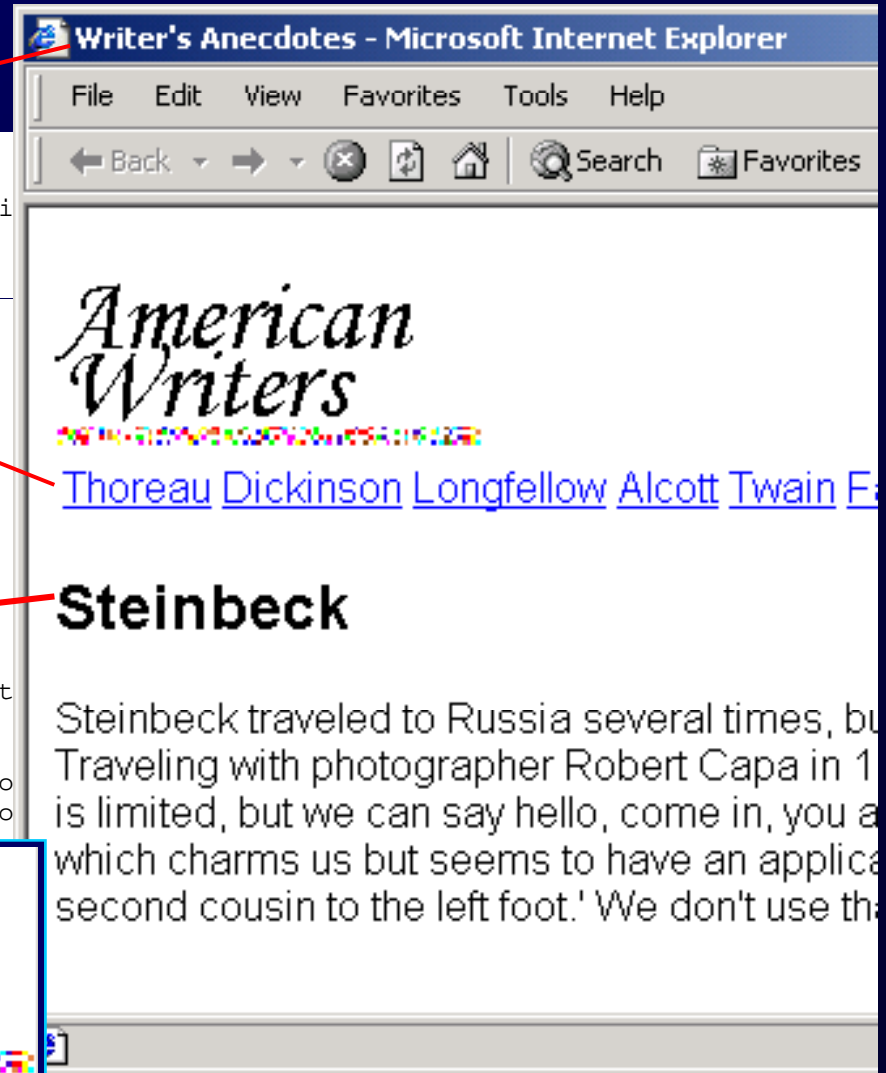 Writer's Anecdotes - Microsoft Internet Explorer
File Edit View Favorites Tools Help
Back Search Favorites
American
Writers
Thoreau Dickinson Longfellow Alcott Twain
Steinbeck
Steinbeck traveled to Russia several times,
Traveling with photographer Robert Capa in
is limited, but we can say hello, come in, you
which charms us but seems to have an
second cousin to the left foot.' We don't use